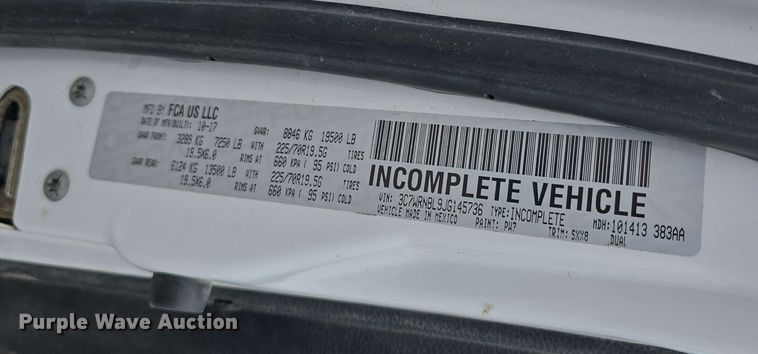 MFD BY FCA US LLC
DATE OF MFR(BUILT): 10-17 GVWR: 8846 KG 19500 LB
GAWR FRONT: 3289 KG 7250 LB WITH 225/70R19.5G TIRES
19.5X6.0 RIMS AT 660 KPA ( 95 PSI) COLD
GAWR REAR: 6124 KG 13500 LB WITH 225/70R19.5G TIRES
19.5X6.0 RIMS AT 660 KPA ( 95 PSI) COLD
INCOMPLETE VEHICLE
VIN: 3C7WRNBL9JG145736 TYPE: INCOMPLETE MDH: 101413 383AA
VEHICLE MADE IN MEXICO PAINT: PW7 TRIM: SXX8 DUAL
Purple Wave Auction